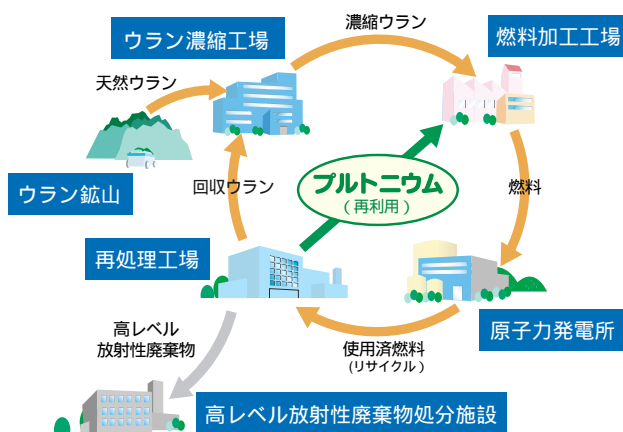 ウラン濃縮工場
濃縮ウラン
燃料加工工場
天然ウラン
ウラン鉱山
回収ウラン
プルトニウム
（再利用）
燃料
再処理工場
原子力発電所
高レベル
放射性廃棄物
使用済燃料
（リサイクル）
高レベル放射性廃棄物処分施設